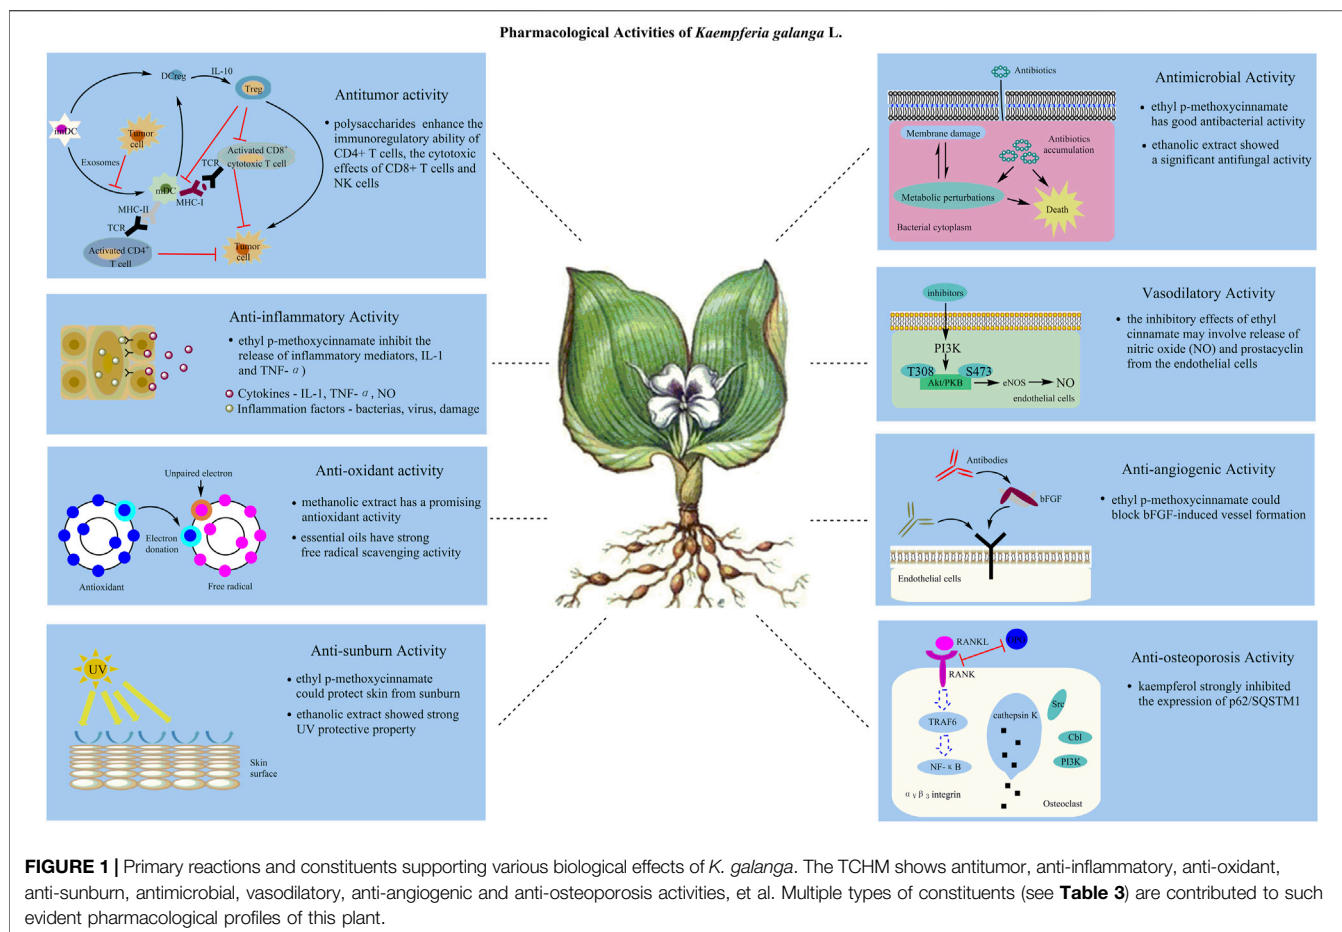 Pharmacological Activities of Kaempferia galanga L.
DCreg
IL-10
Treg
imDC
Tumor
cell
Exosomes
Activated CD8+
cytotoxic T cell
TCR
mDC
MHC-I
MHC-II
TCR
Activated CD4+
T cell
Tumor
cell
Antitumor activity
• polysaccharides enhance the
immunoregulatory ability of
CD4+ T cells, the cytotoxic
effects of CD8+ T cells and
NK cells
Anti-inflammatory Activity
• ethyl p-methoxycinnamate inhibit the
release of inflammatory mediators, IL-1
and TNF- α)
Cytokines - IL-1, TNF- α, NO
Inflammation factors - bacterias, virus, damage
Unpaired electron
Electron
donation
Antioxidant
Free radical
Anti-oxidant activity
• methanolic extract has a promising
antioxidant activity
• essential oils have strong
free radical scavenging activity
UV
Skin
surface
Anti-sunburn Activity
• ethyl p-methoxycinnamate
could protect skin from sunburn
• ethanolic extract showed strong
UV protective property
Antibiotics
Membrane damage
Antibiotics
accumulation
Metabolic perturbations
Death
Bacterial cytoplasm
Antimicrobial Activity
• ethyl p-methoxycinnamate
has good antibacterial activity
• ethanolic extract showed
a significant antifungal activity
inhibitors
PI3K
T308
S473
Akt/PKB
eNOS
NO
endothelial cells
Vasodilatory Activity
• the inhibitory effects of ethyl
cinnamate may involve release of
nitric oxide (NO) and prostacyclin
from the endothelial cells
Antibodies
bFGF
Endothelial cells
Anti-angiogenic Activity
• ethyl p-methoxycinnamate could
block bFGF-induced vessel formation
RANKL
RANK
TRAF6
NF-κB
cathepsin K
Src
Cbl
PI3K
αvβ3 integrin
Osteoclast
Anti-osteoporosis Activity
• kaempferol strongly inhibited
the expression of p62/SQSTM1
FIGURE 1 | Primary reactions and constituents supporting various biological effects of K. galanga. The TCHM shows antitumor, anti-inflammatory, anti-oxidant,
anti-sunburn, antimicrobial, vasodilatory, anti-angiogenic and anti-osteoporosis activities, et al. Multiple types of constituents (see Table 3) are contributed to such
evident pharmacological profiles of this plant.